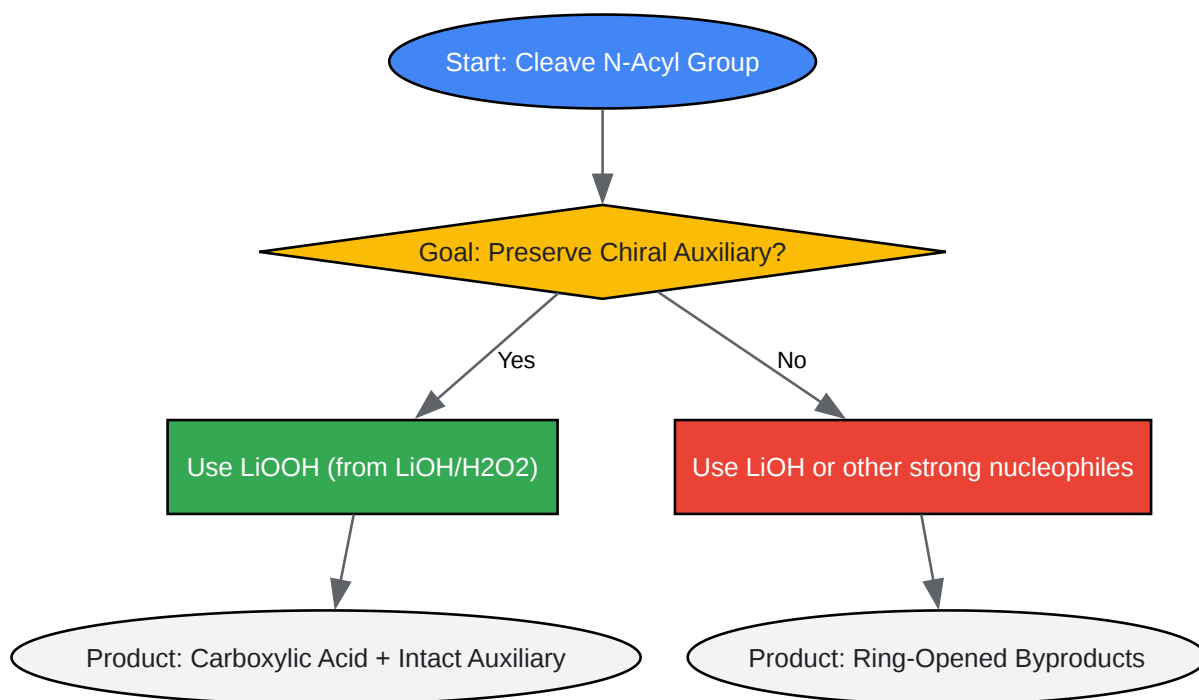 Start: Cleave N-Acyl Group
Goal: Preserve Chiral Auxiliary?
Yes
No
Use LiOOH (from LiOH/H2O2)
Use LiOH or other strong nucleophiles
Product: Carboxylic Acid + Intact Auxiliary
Product: Ring-Opened Byproducts